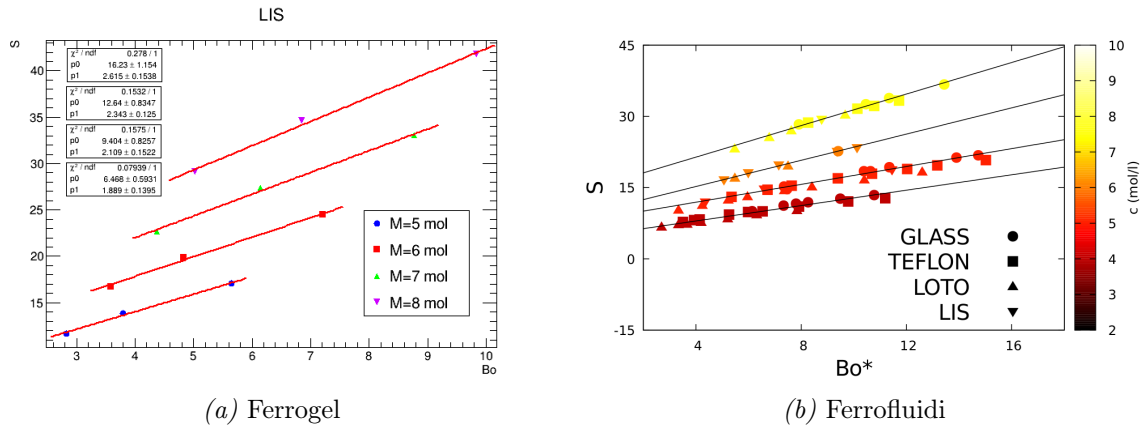 LIS
S
χ² / ndf 0.278 / 1
p0 16.23 ± 1.154
p1 2.615 ± 0.1538
χ² / ndf 0.1532 / 1
p0 12.64 ± 0.8347
p1 2.343 ± 0.125
χ² / ndf 0.1575 / 1
p0 9.404 ± 0.8257
p1 2.109 ± 0.1522
χ² / ndf 0.07939 / 1
p0 6.468 ± 0.5931
p1 1.889 ± 0.1395
40
35
30
25
20
15
M=5 mol
M=6 mol
M=7 mol
M=8 mol
3 4 5 6 7 8 9 10
Bo
(a) Ferrogel
45
30
15
0
-15
S
GLASS
TEFLON
LOTO
LIS
4 8 12 16
Bo*
10
9
8
7
6
5
4
3
2
c (mol/l)
(b) Ferrofluidi